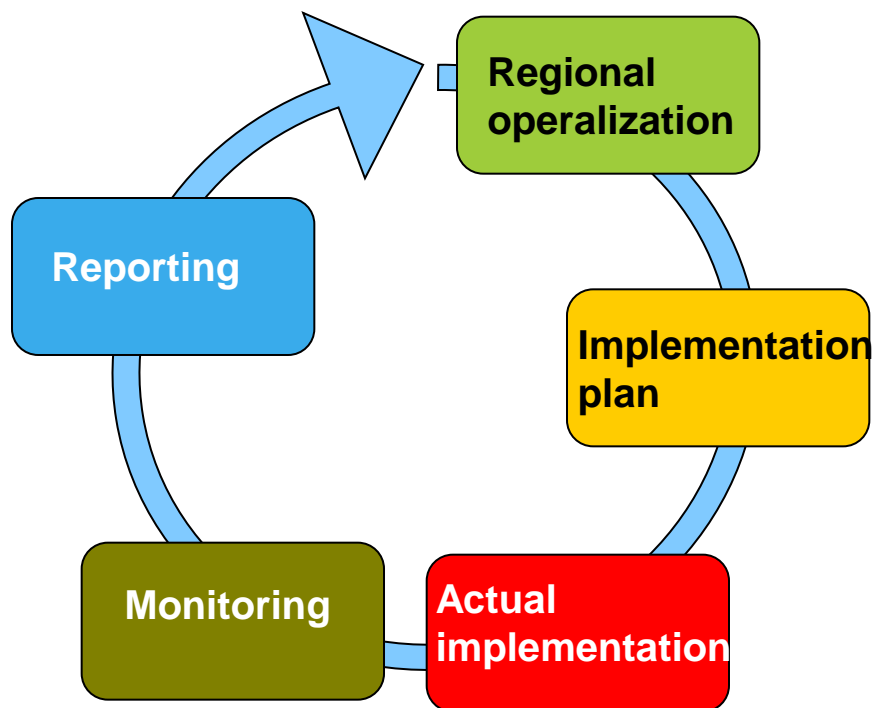 Regional
operalization
Implementation
plan
Actual
implementation
Monitoring
Reporting